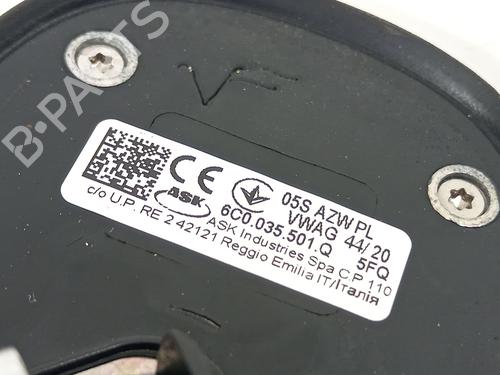 B-PARTS
VF
05S AZW PL
VWAG 44/20
6C0.035.501.Q 5FQ
CE
ASK
ASK Industries Spa C.P 110
c/o U.P. RE 2 42121 Reggio Emilia IT/Італія